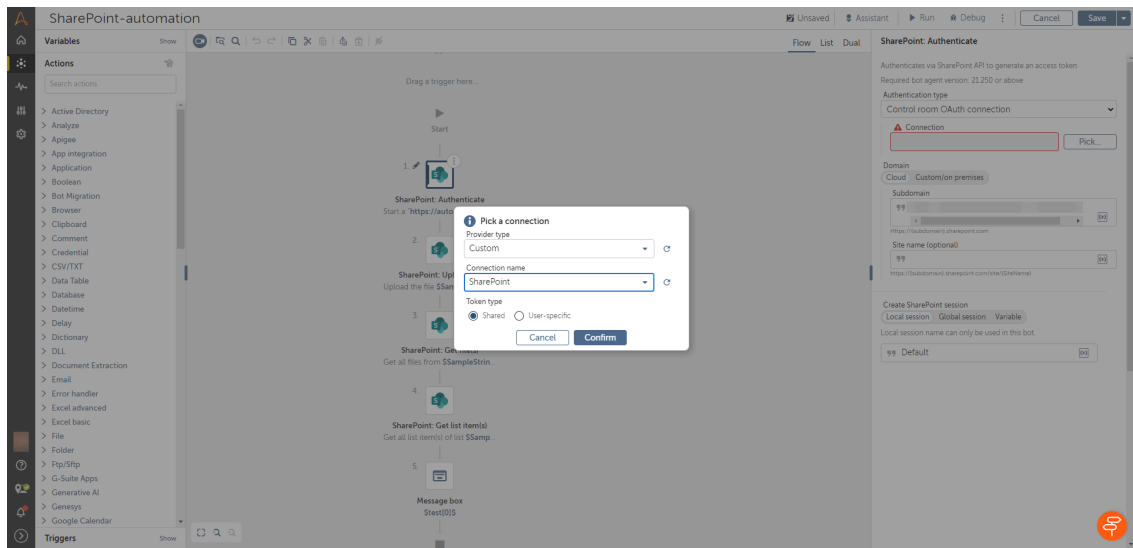 SharePoint-automation
Unsaved
Assistant
Run
Debug
Cancel
Save
Variables
Show
Flow
List
Dual
SharePoint: Authenticate
Actions
Search actions
Active Directory
Analyze
Apigee
App integration
Application
Boolean
Bot Migration
Browser
Clipboard
Comment
Credential
CSV/TXT
Data Table
Database
Datetime
Delay
Dictionary
DLL
Document Extraction
Email
Error handler
Excel advanced
Excel basic
File
Folder
Ftp/Sftp
G-Suite Apps
Generative AI
Genesys
Google Calendar
Triggers
Show
Drag a trigger here...
Start
1.
SharePoint: Authenticate
Start a "https://auto
2.
SharePoint: Upl
Upload the file $San
3.
SharePoint: Get file(s)
Get all files from $SampleStrin...
4.
SharePoint: Get list item(s)
Get all list item(s) of list $Samp...
5.
Message box
$test[0]$
Pick a connection
Provider type
Custom
Connection name
SharePoint
Token type
Shared
User-specific
Cancel
Confirm
Authenticates via SharePoint API to generate an access token
Required bot agent version: 21.250 or above
Authentication type
Control room OAuth connection
Connection
Pick...
Domain
Cloud
Custom/on premises
Subdomain
https://(subdomain).sharepoint.com
Site name (optional)
https://(subdomain).sharepoint.com/site/(SiteName)
Create SharePoint session
Local session
Global session
Variable
Local session name can only be used in this bot.
Default